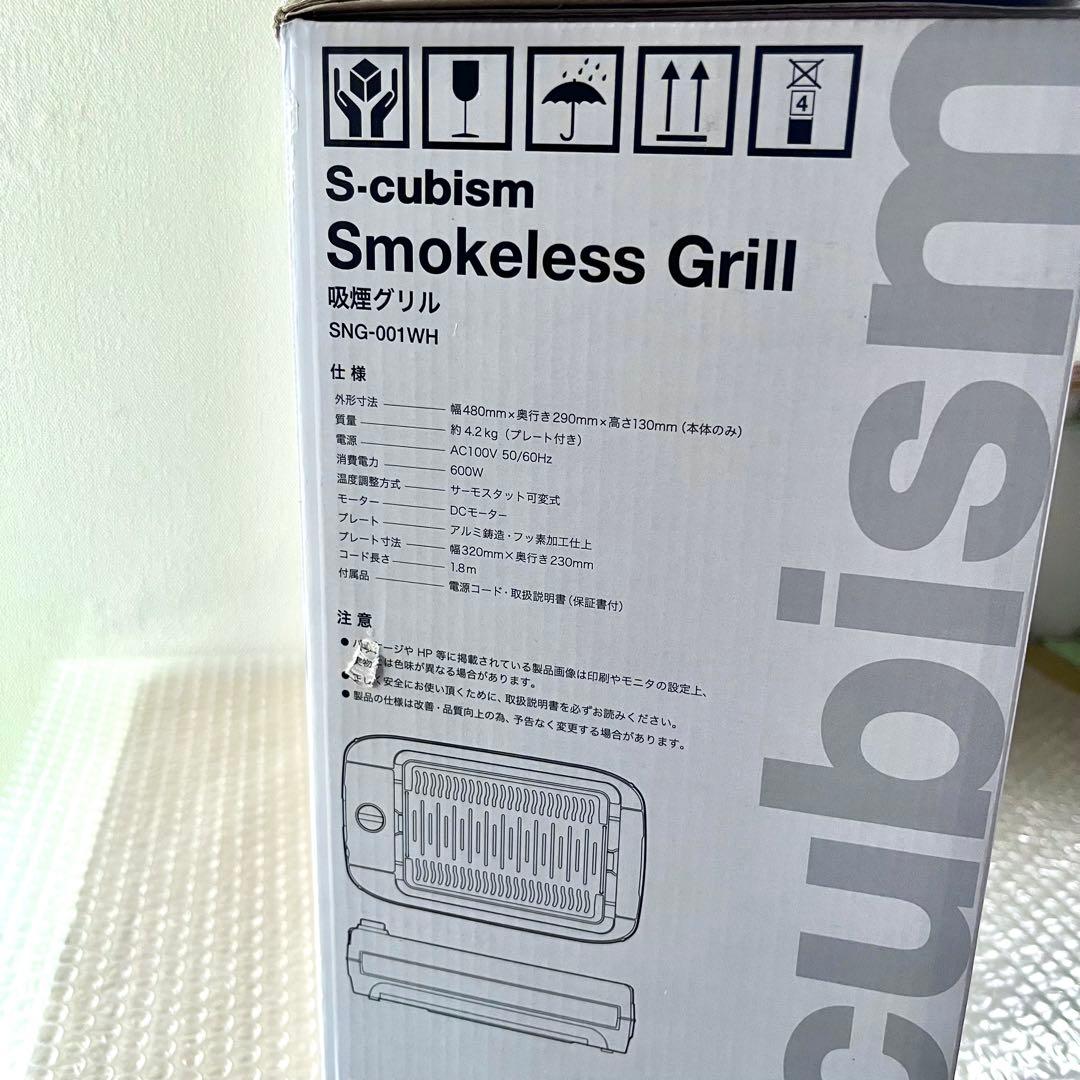 4
S-cubism
Smokeless Grill
吸煙グリル
SNG-001WH
仕様
外形寸法 幅480mm×奥行き290mm×高さ130mm（本体のみ）
質量 約4.2kg（プレート付き）
電源 AC100V 50/60Hz
消費電力 600W
温度調整方式 サーモスタット可変式
モーター DCモーター
プレート アルミ鋳造・フッ素加工仕上
プレート寸法 幅320mm×奥行き230mm
コード長さ 1.8m
付属品 電源コード・取扱説明書（保証書付）
注意
●パ ージや HP 等に掲載されている製品画像は印刷やモニタの設定上、
実物 は色味が異なる場合があります。
●正しく安全にお使い頂くために、取扱説明書を必ずお読みください。
●製品の仕様は改善・品質向上の為、予告なく変更する場合があります。
cubism